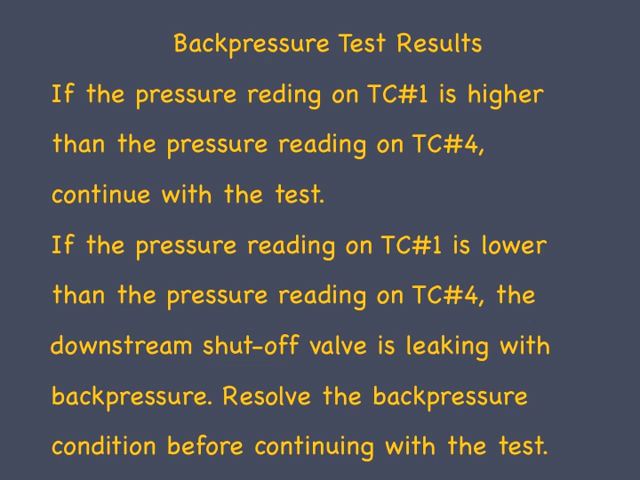 Backpressure Test Results
If the pressure reding on TC#1 is higher
than the pressure reading on TC#4,
continue with the test.
If the pressure reading on TC#1 is lower
than the pressure reading on TC#4, the
downstream shut-off valve is leaking with
backpressure. Resolve the backpressure
condition before continuing with the test.